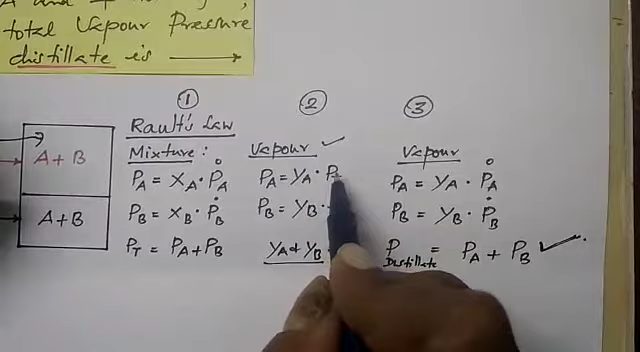 total Vapour Pressure
distillate is →
①
Rault's Law
Mixture:
P_A = X_A · P°_A
P_B = X_B · P°_B
P_T = P_A + P_B
A + B
A + B
②
Vapour ✓
P_A = Y_A · P
P_B = Y_B ·
Y_A & Y_B
③
Vapour
P_A = Y_A · P°_A
P_B = Y_B · P°_B
P Distillate = P_A + P_B ✓